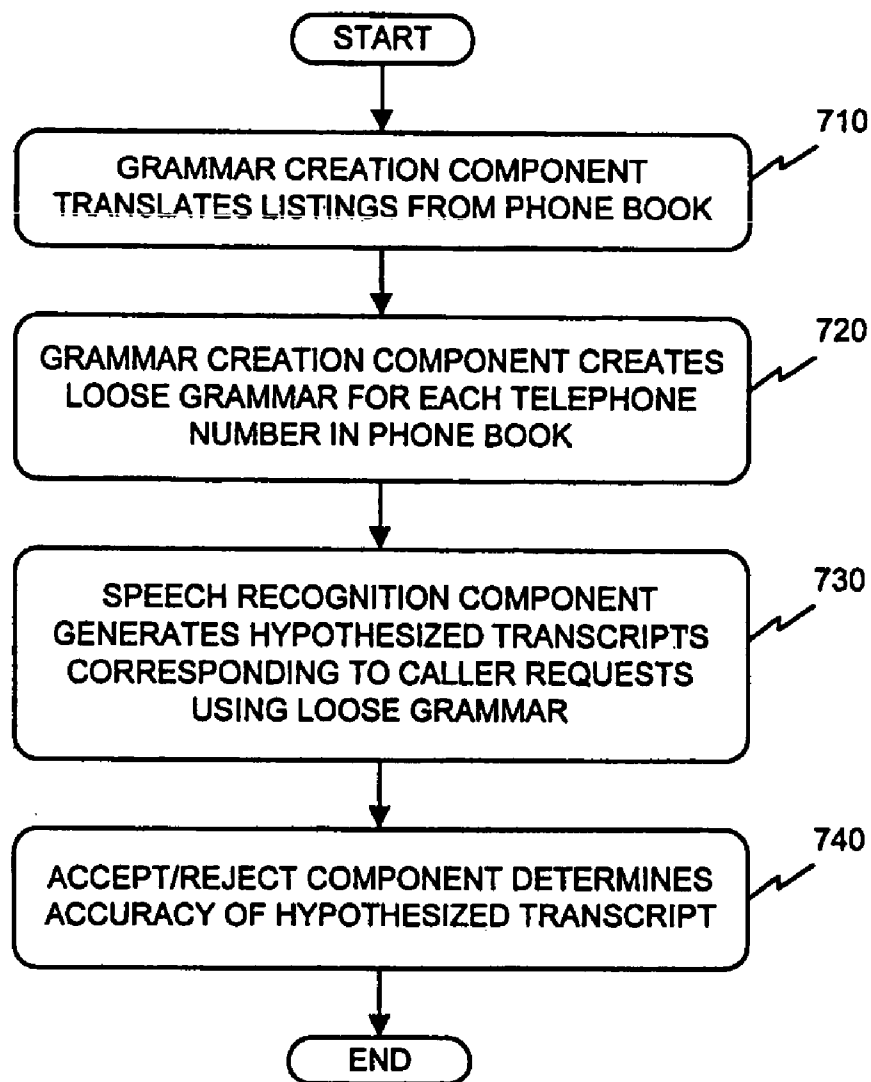 START
710
GRAMMAR CREATION COMPONENT
TRANSLATES LISTINGS FROM PHONE BOOK
720
GRAMMAR CREATION COMPONENT CREATES
LOOSE GRAMMAR FOR EACH TELEPHONE
NUMBER IN PHONE BOOK
730
SPEECH RECOGNITION COMPONENT
GENERATES HYPOTHESIZED TRANSCRIPTS
CORRESPONDING TO CALLER REQUESTS
USING LOOSE GRAMMAR
740
ACCEPT/REJECT COMPONENT DETERMINES
ACCURACY OF HYPOTHESIZED TRANSCRIPT
END